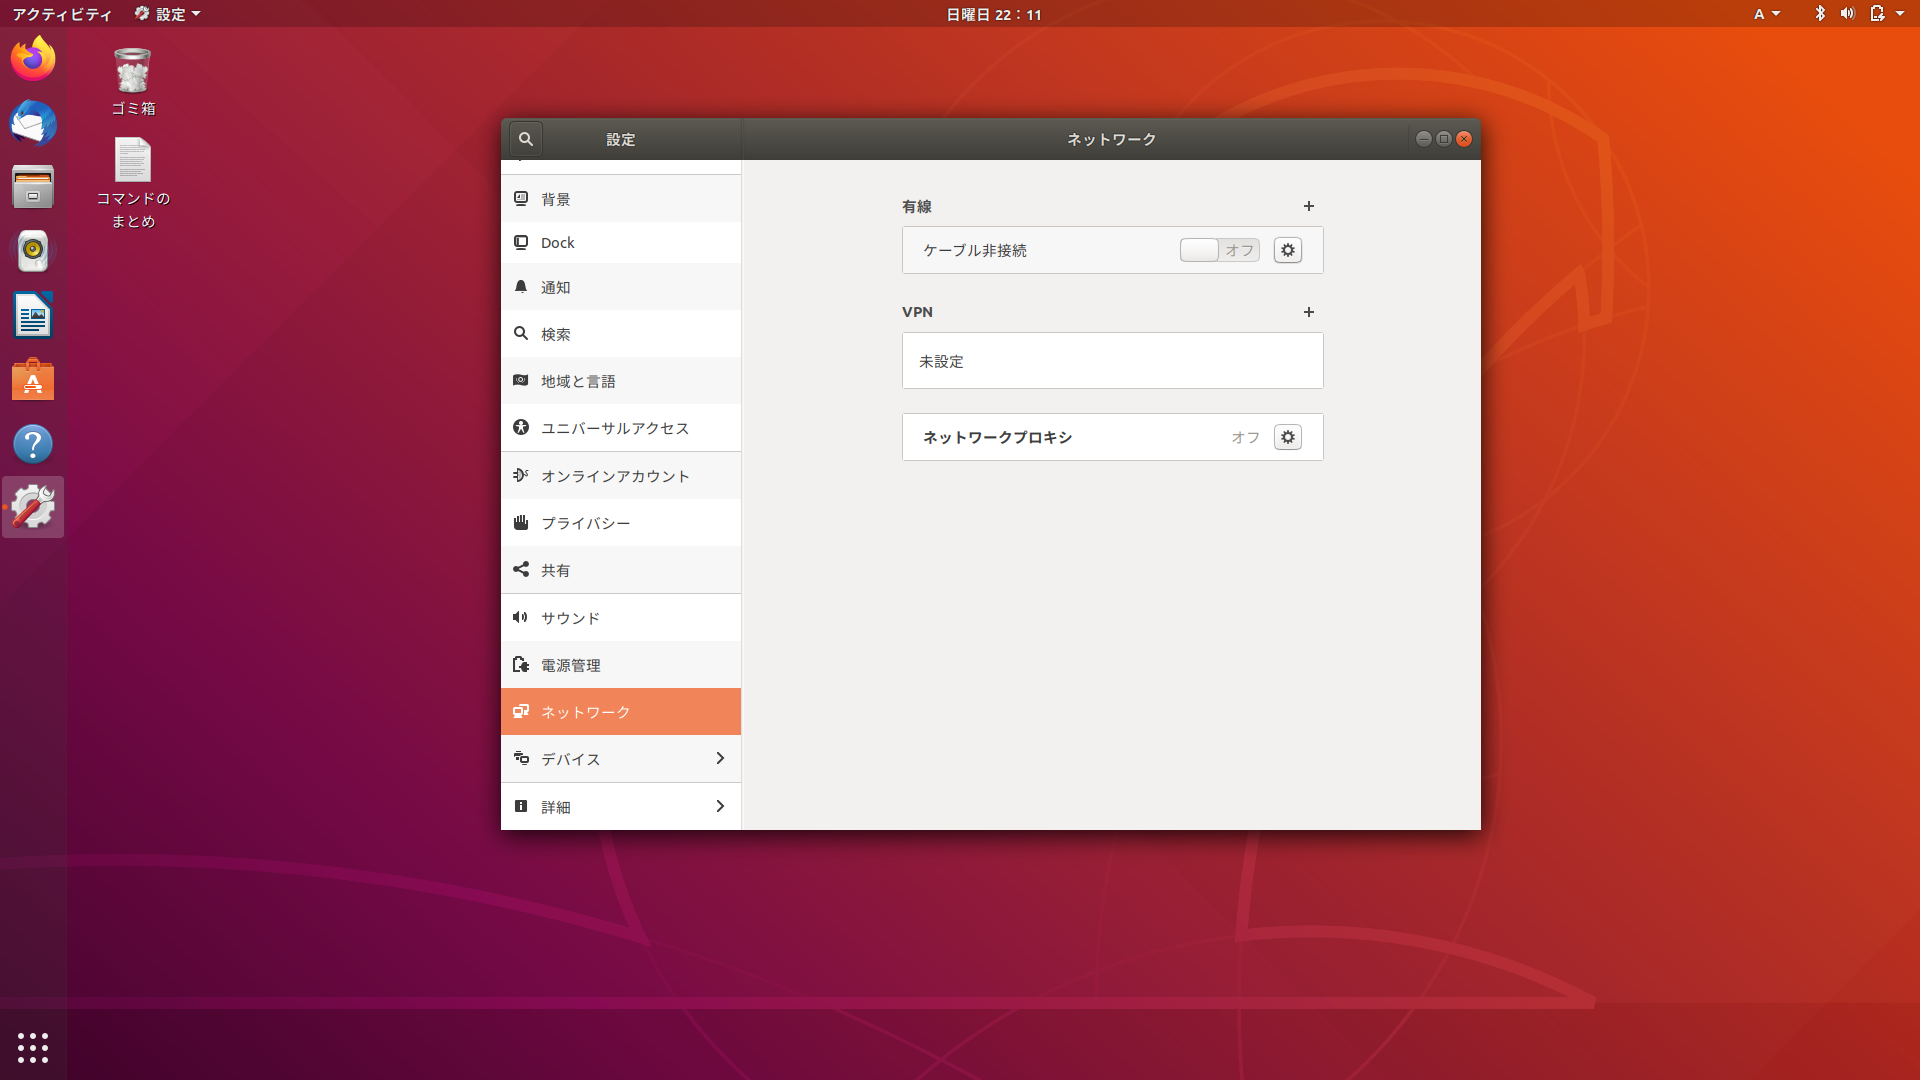 アクティビティ
設定
日曜日 22：11
A
ゴミ箱
コマンドの
まとめ
設定
ネットワーク
背景
Dock
通知
検索
地域と言語
ユニバーサルアクセス
オンラインアカウント
プライバシー
共有
サウンド
電源管理
ネットワーク
デバイス
詳細
有線
ケーブル非接続
オフ
VPN
未設定
ネットワークプロキシ
オフ